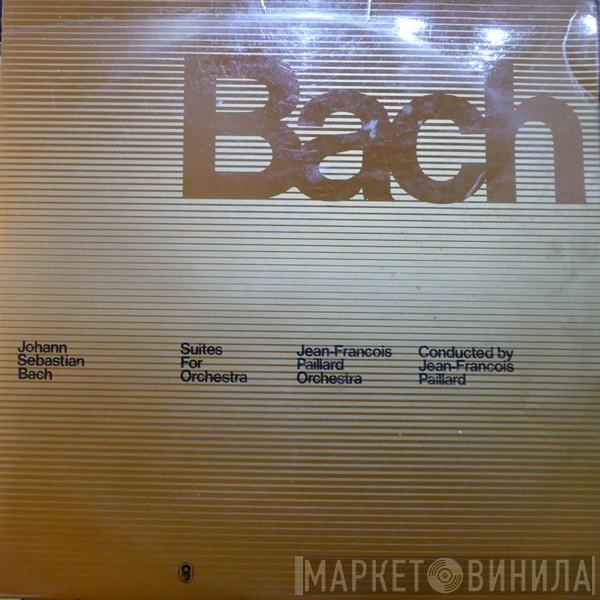 Bach
Johann
Sebastian
Bach
Suites
For
Orchestra
Jean-Francois
Paillard
Orchestra
Conducted by
Jean-Francois
Paillard
МАРКЕТ ВИНИЛА